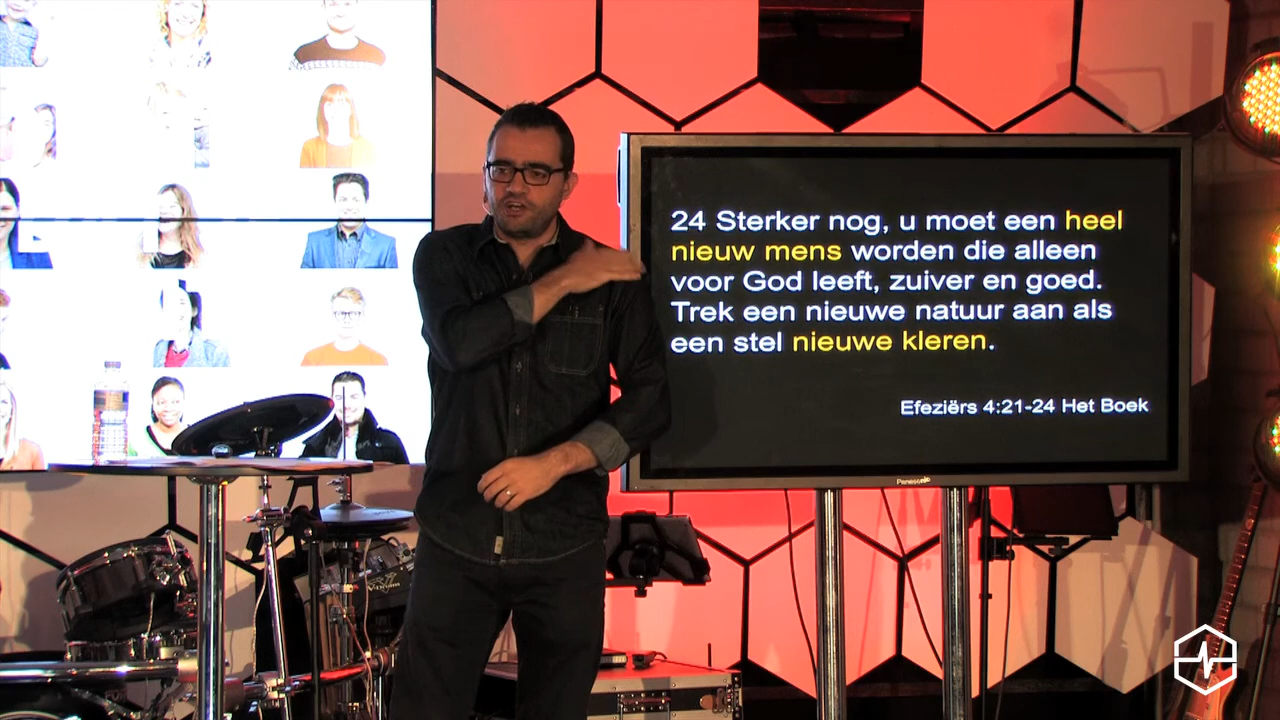 24 Sterker nog, u moet een heel
nieuw mens worden die alleen
voor God leeft, zuiver en goed.
Trek een nieuwe natuur aan als
een stel nieuwe kleren.
Efeziërs 4:21-24 Het Boek
Panasonic
V-Drums